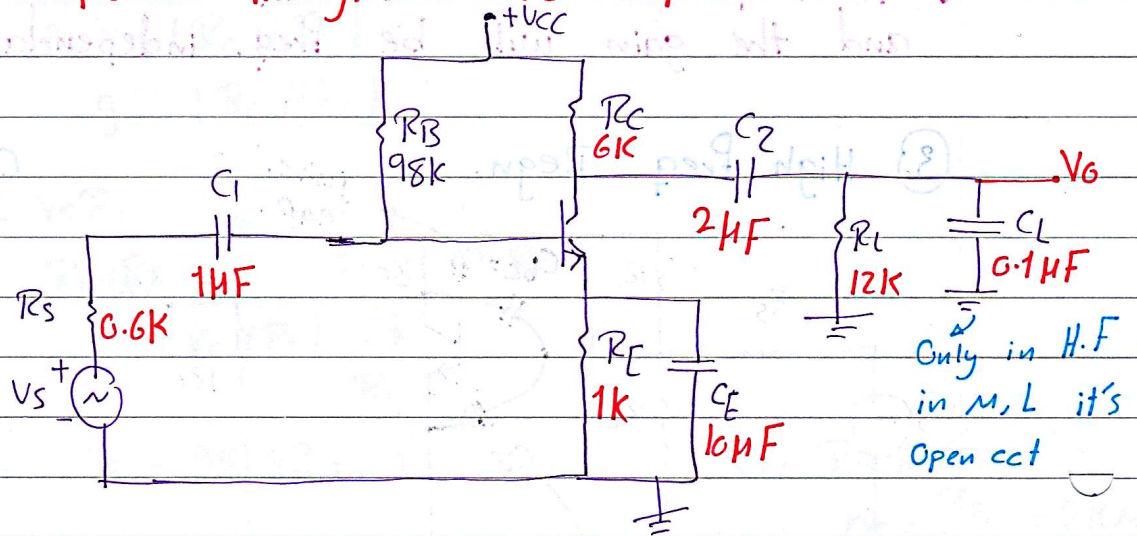 +VCC
RB
98K
RC
6K
C2
2µF
VO
C1
1µF
RL
12K
CL
0.1µF
RS
0.6K
VS
+
~
-
RE
1K
CE
10µF
Only in H.F
in M, L it's
Open cct